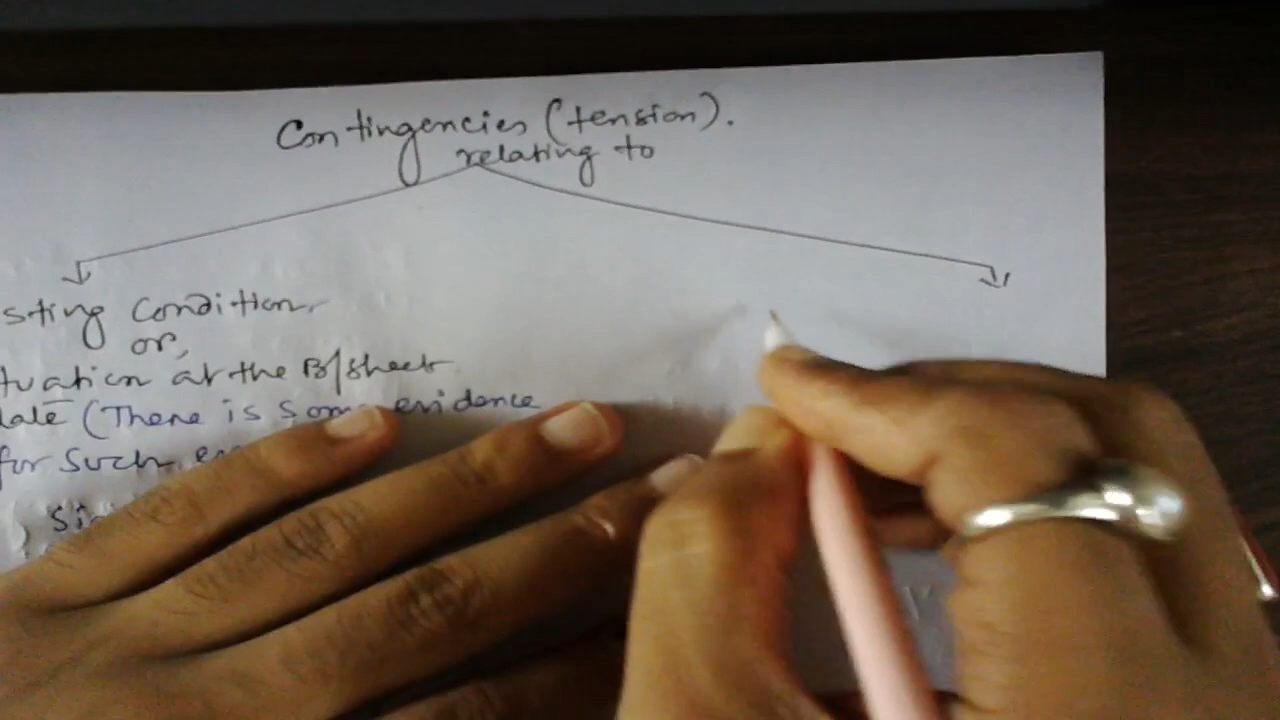 Contingencies (tension).
relating to
sting Condition.
or,
tuation at the B/Sheet
date (There is some evidence
for Such